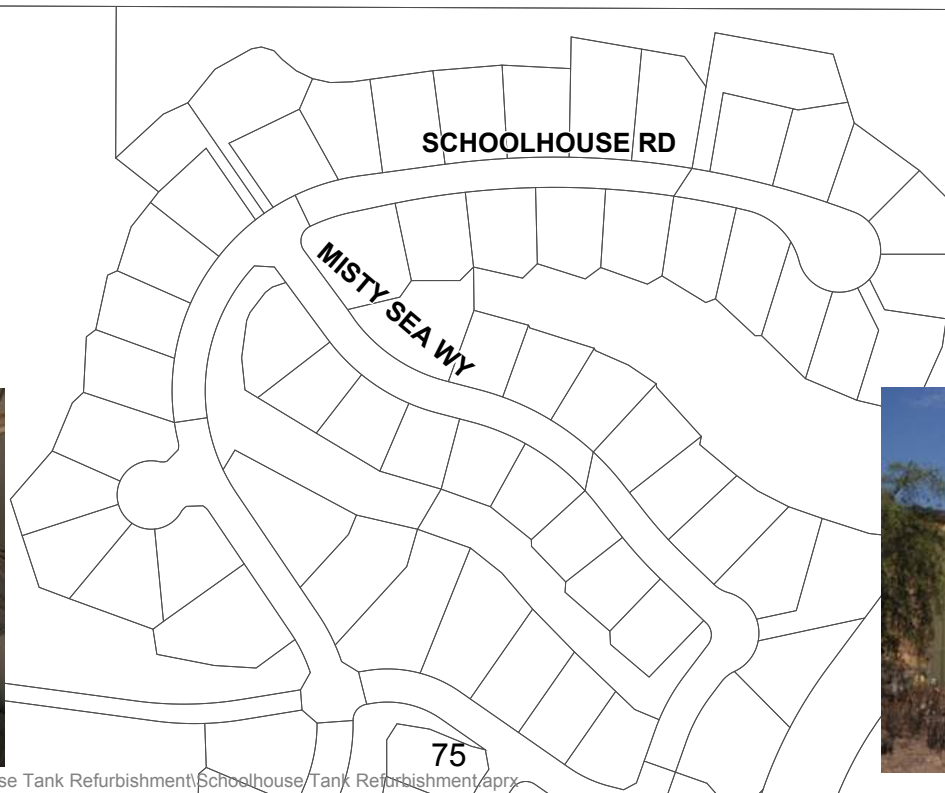 SCHOOLHOUSE RD
MISTY SEA WY
75
se Tank Refurbishment\Schoolhouse Tank Refurbishment.aprx